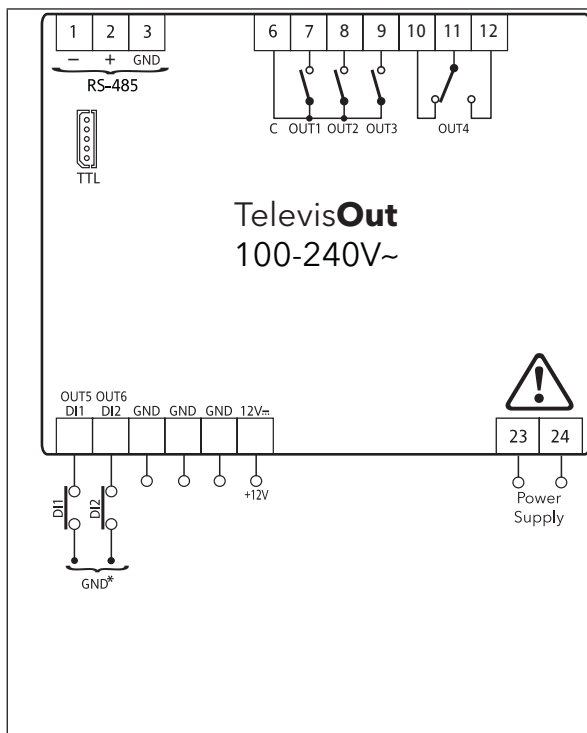 1 2 3 6 7 8 9 10 11 12
− + GND
RS-485
C OUT1 OUT2 OUT3 OUT4
TTL
TelevisOut
100-240V~
OUT5 OUT6
DI1 DI2 GND GND GND 12V⎓
23 24
+12V
Power
Supply
DI1 DI2
GND*